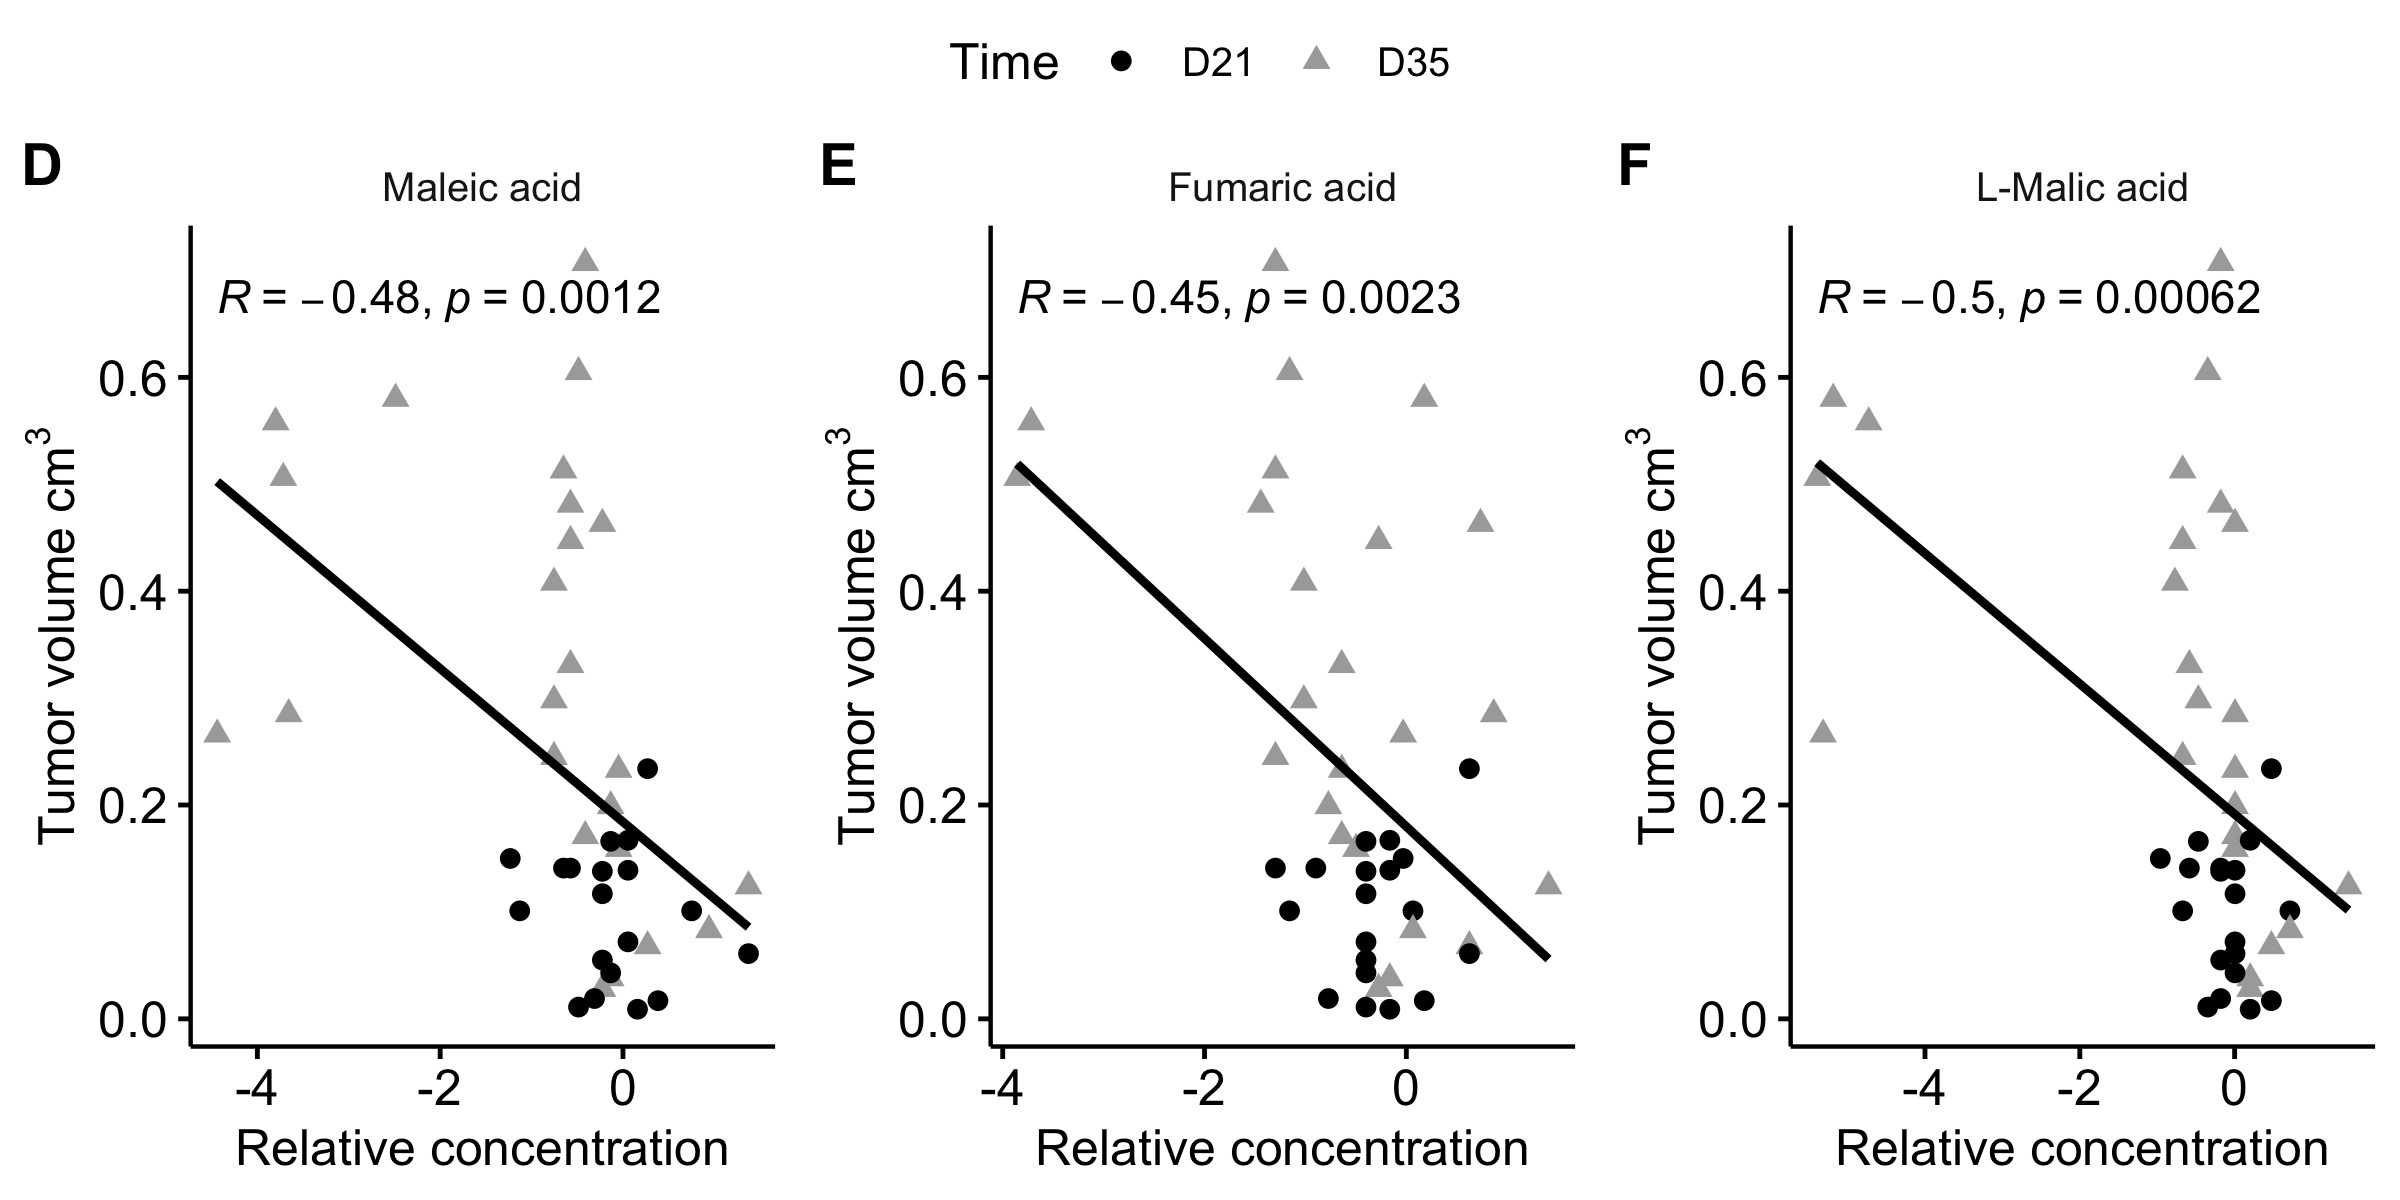 Time D21 D35
D E F
Maleic acid Fumaric acid L-Malic acid
R = −0.48, p = 0.0012
R = −0.45, p = 0.0023
R = −0.5, p = 0.00062
Tumor volume cm³
0.6
0.4
0.2
0.0
-4 -2 0
Relative concentration
Tumor volume cm³
0.6
0.4
0.2
0.0
-4 -2 0
Relative concentration
Tumor volume cm³
0.6
0.4
0.2
0.0
-4 -2 0
Relative concentration